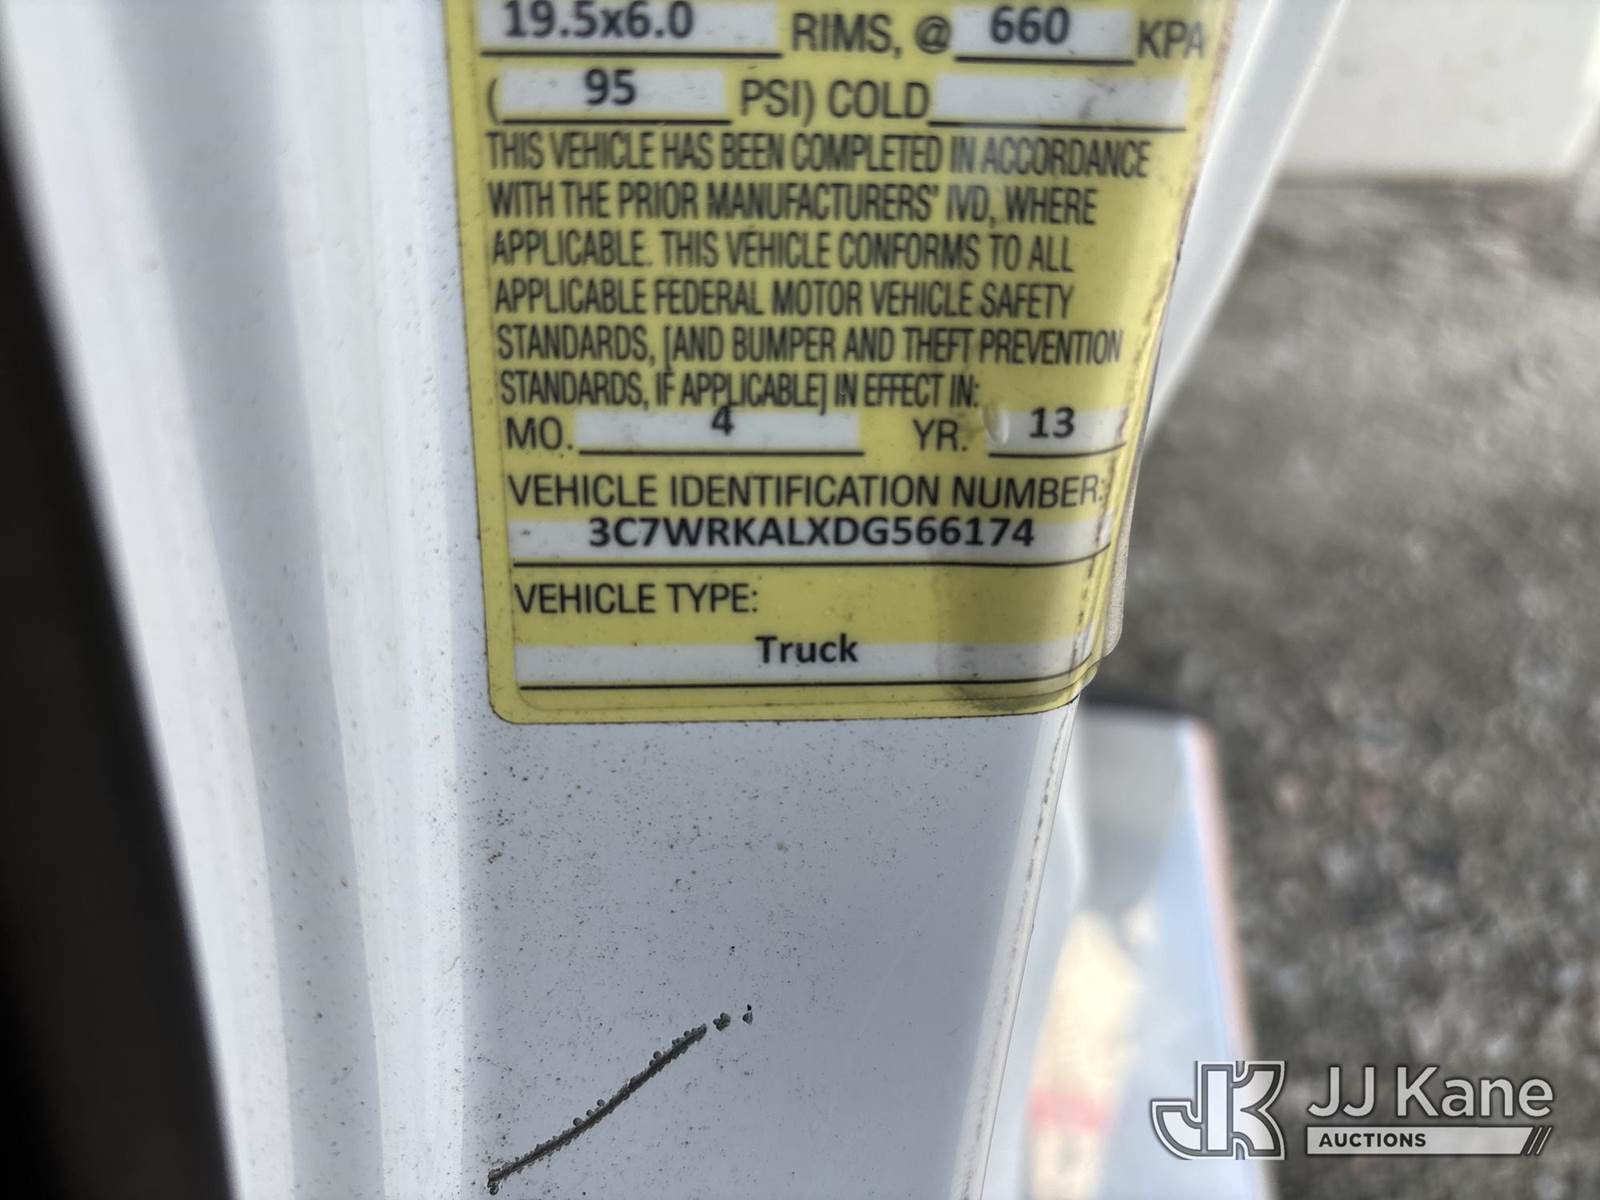 19.5x6.0 RIMS, @ 660 KPA
( 95 PSI) COLD
THIS VEHICLE HAS BEEN COMPLETED IN ACCORDANCE
WITH THE PRIOR MANUFACTURERS' IVD, WHERE
APPLICABLE. THIS VEHICLE CONFORMS TO ALL
APPLICABLE FEDERAL MOTOR VEHICLE SAFETY
STANDARDS, [AND BUMPER AND THEFT PREVENTION
STANDARDS, IF APPLICABLE] IN EFFECT IN:
MO. 4 YR. 13
VEHICLE IDENTIFICATION NUMBER:
3C7WRKALXDG566174
VEHICLE TYPE:
Truck
JK JJ Kane
AUCTIONS